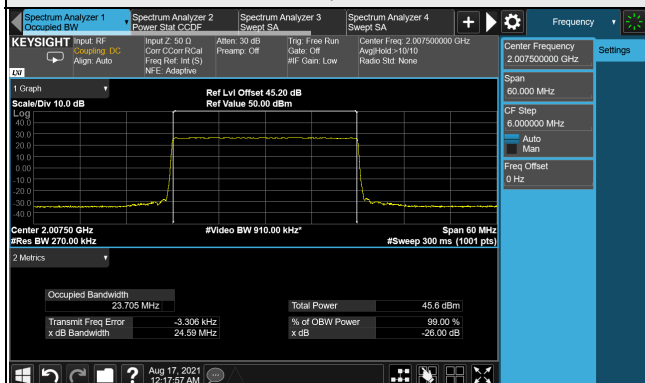 Spectrum Analyzer 1
Occupied BW
Spectrum Analyzer 2
Power Stat CCDF
Spectrum Analyzer 3
Swept SA
Spectrum Analyzer 4
Swept SA
+
Frequency
KEYSIGHT
Input: RF
Coupling: DC
Align: Auto
Input Z: 50 Ω
Corr CCorr RCal
Freq Ref: Int (S)
NFE: Adaptive
Atten: 30 dB
Preamp: Off
Trig: Free Run
Gate: Off
#IF Gain: Low
Center Freq: 2.007500000 GHz
Avg|Hold:>10/10
Radio Std: None
LXI
Center Frequency
2.007500000 GHz
Settings
Span
60.000 MHz
CF Step
6.000000 MHz
Auto
Man
Freq Offset
0 Hz
1 Graph
Scale/Div 10.0 dB
Ref Lvl Offset 45.20 dB
Ref Value 50.00 dBm
Log
40.0
30.0
20.0
10.0
0.00
-10.0
-20.0
-30.0
-40.0
Center 2.00750 GHz
#Res BW 270.00 kHz
#Video BW 910.00 kHz*
Span 60 MHz
#Sweep 300 ms (1001 pts)
2 Metrics
Occupied Bandwidth
23.705 MHz
Total Power 45.6 dBm
Transmit Freq Error -3.306 kHz
% of OBW Power 99.00 %
x dB Bandwidth 24.59 MHz
x dB -26.00 dB
?
Aug 17, 2021
12:17:57 AM